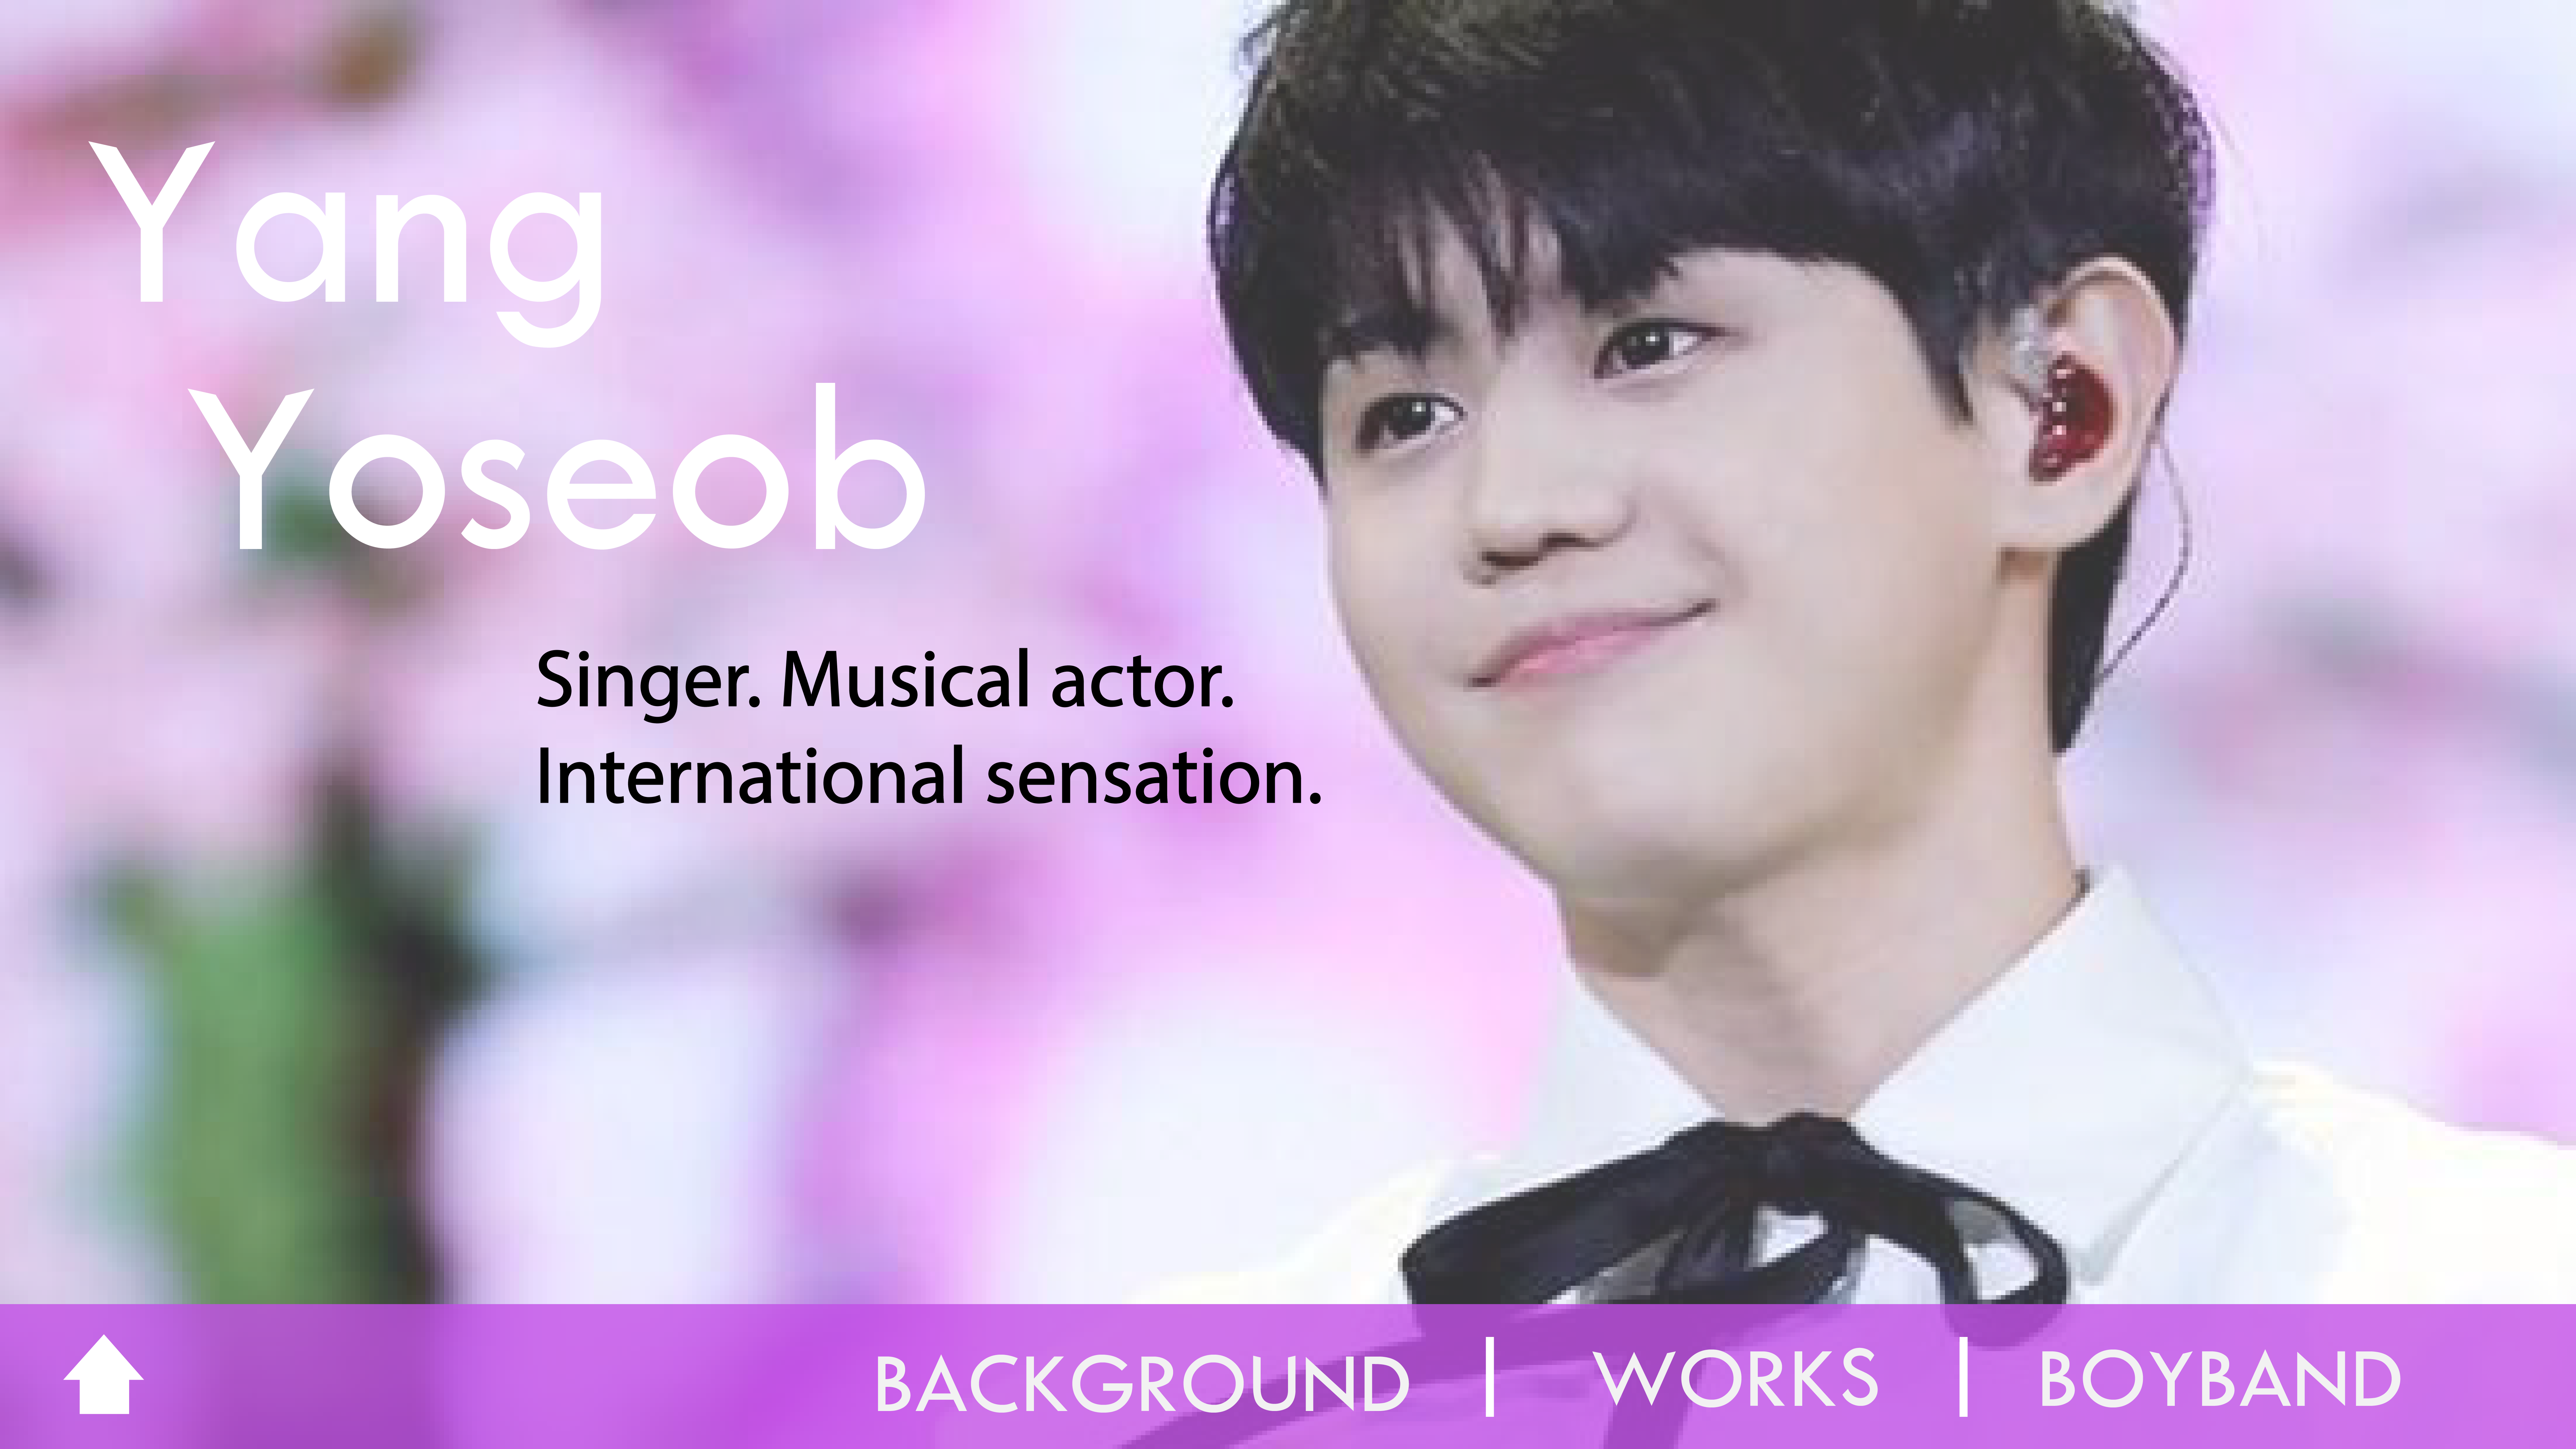 Yang
Yoseob
Singer. Musical actor.
International sensation.
BACKGROUND | WORKS | BOYBAND